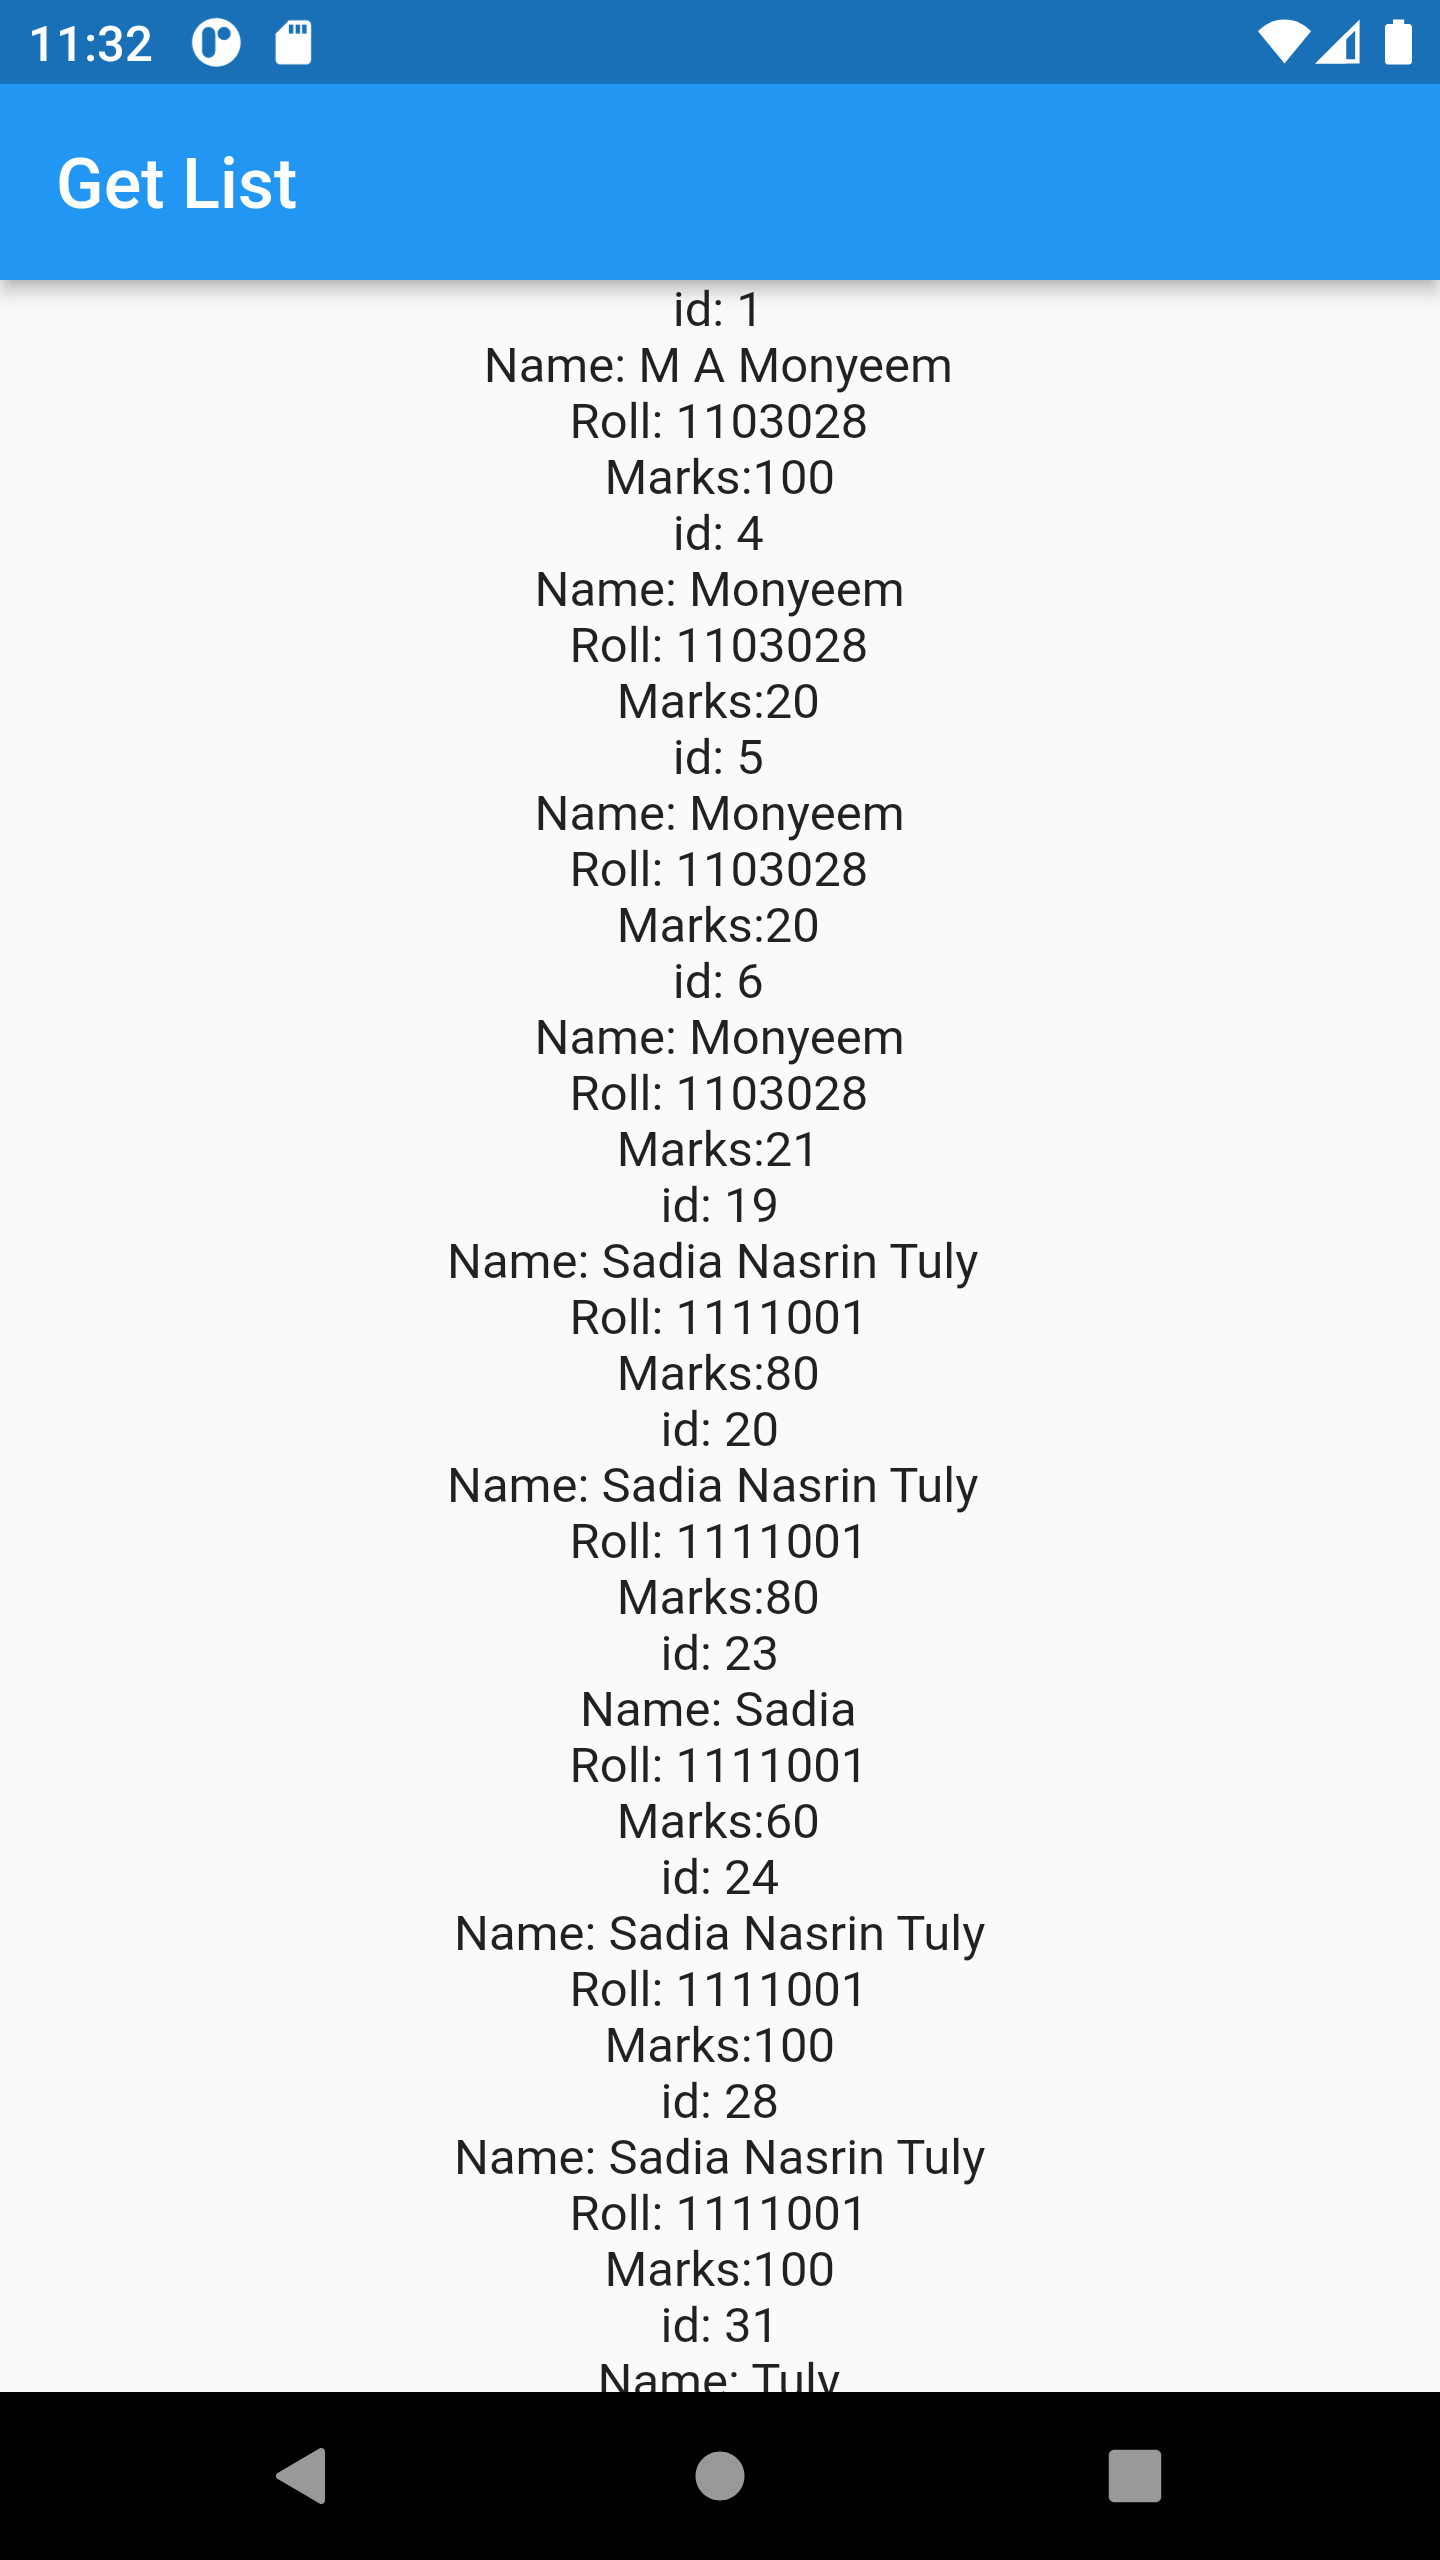 11:32
Get List
id: 1
Name: M A Monyeem
Roll: 1103028
Marks:100
id: 4
Name: Monyeem
Roll: 1103028
Marks:20
id: 5
Name: Monyeem
Roll: 1103028
Marks:20
id: 6
Name: Monyeem
Roll: 1103028
Marks:21
id: 19
Name: Sadia Nasrin Tuly
Roll: 1111001
Marks:80
id: 20
Name: Sadia Nasrin Tuly
Roll: 1111001
Marks:80
id: 23
Name: Sadia
Roll: 1111001
Marks:60
id: 24
Name: Sadia Nasrin Tuly
Roll: 1111001
Marks:100
id: 28
Name: Sadia Nasrin Tuly
Roll: 1111001
Marks:100
id: 31
Name: Tuly